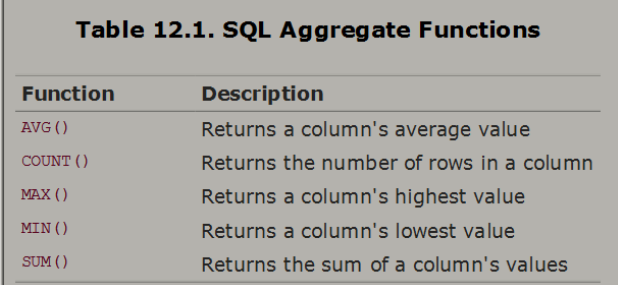 Table 12.1. SQL Aggregate Functions
Function Description
AVG() Returns a column's average value
COUNT() Returns the number of rows in a column
MAX() Returns a column's highest value
MIN() Returns a column's lowest value
SUM() Returns the sum of a column's values